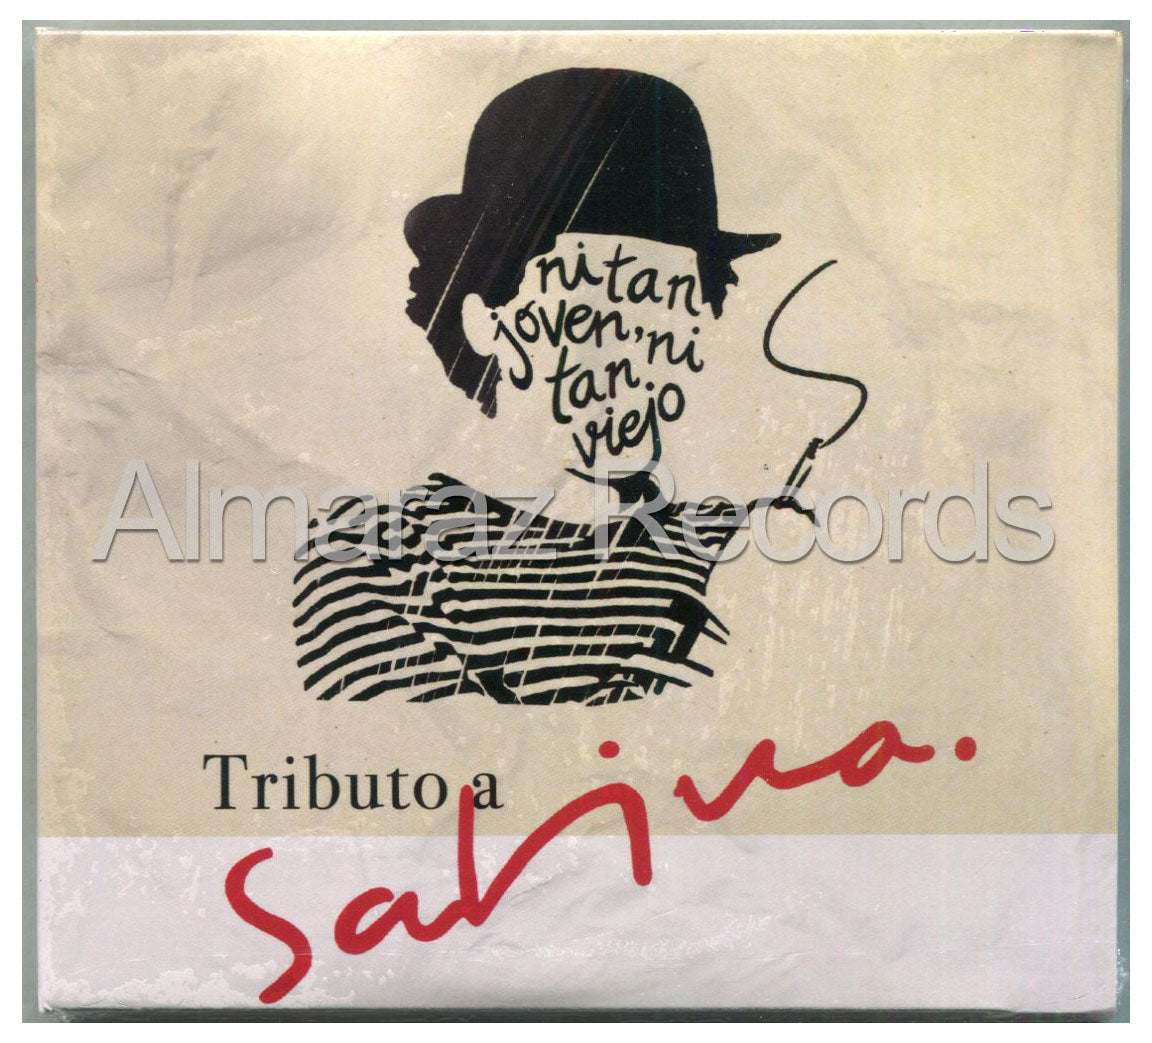 ni tan
joven, ni
tan
viejo
Almaraz Records
Tributo a
Sabina.